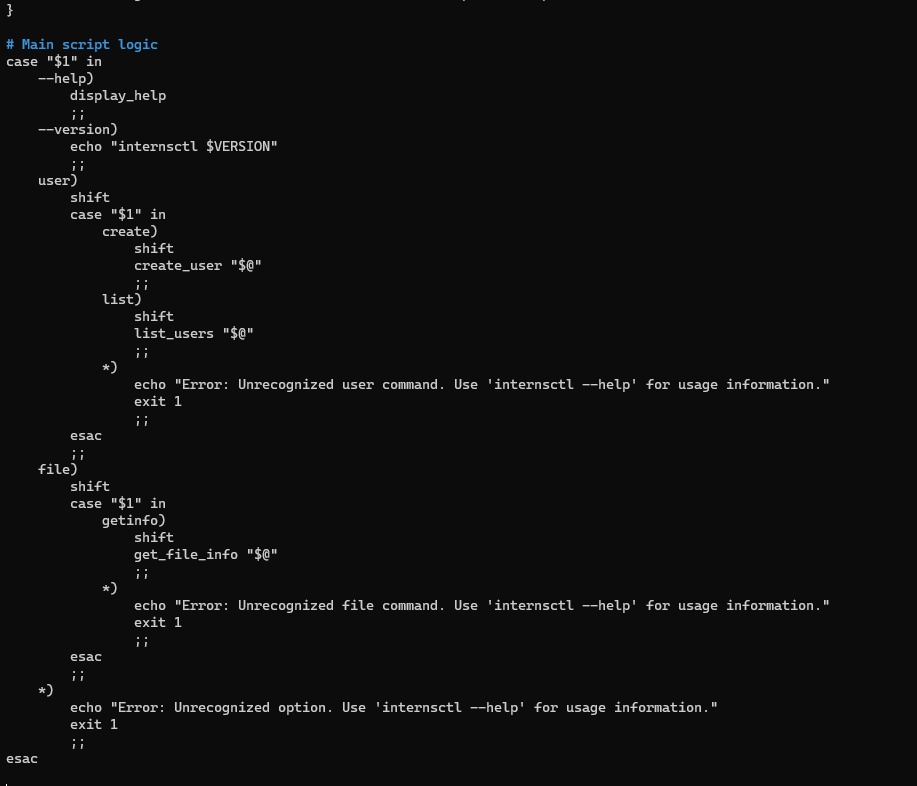 }
# Main script logic
case "$1" in
    --help)
        display_help
        ;;
    --version)
        echo "internsctl $VERSION"
        ;;
    user)
        shift
        case "$1" in
            create)
                shift
                create_user "$@"
                ;;
            list)
                shift
                list_users "$@"
                ;;
            *)
                echo "Error: Unrecognized user command. Use 'internsctl --help' for usage information."
                exit 1
                ;;
        esac
        ;;
    file)
        shift
        case "$1" in
            getinfo)
                shift
                get_file_info "$@"
                ;;
            *)
                echo "Error: Unrecognized file command. Use 'internsctl --help' for usage information."
                exit 1
                ;;
        esac
        ;;
    *)
        echo "Error: Unrecognized option. Use 'internsctl --help' for usage information."
        exit 1
        ;;
esac